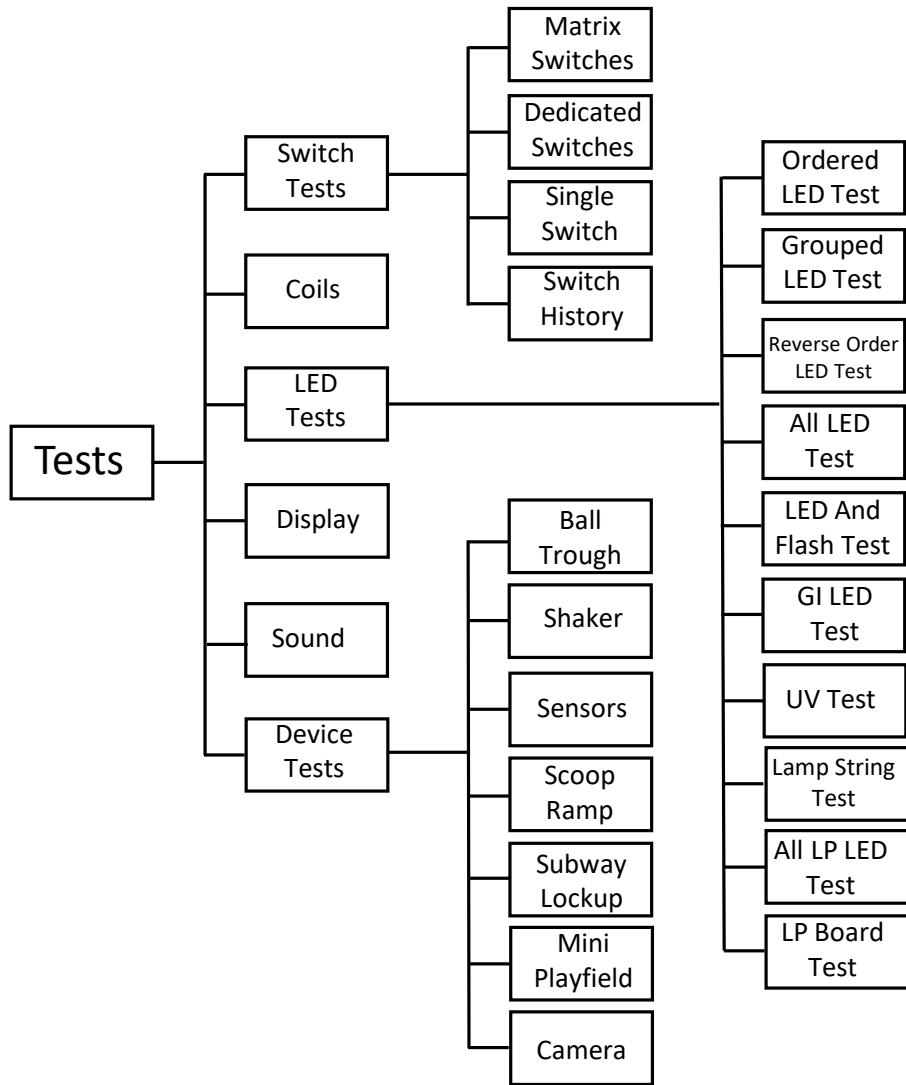 Tests
Switch
Tests
Coils
LED
Tests
Display
Sound
Device
Tests
Matrix
Switches
Dedicated
Switches
Single
Switch
Switch
History
Ball
Trough
Shaker
Sensors
Scoop
Ramp
Subway
Lockup
Mini
Playfield
Camera
Ordered
LED Test
Grouped
LED Test
Reverse Order
LED Test
All LED
Test
LED And
Flash Test
GI LED
Test
UV Test
Lamp String
Test
All LP LED
Test
LP Board
Test